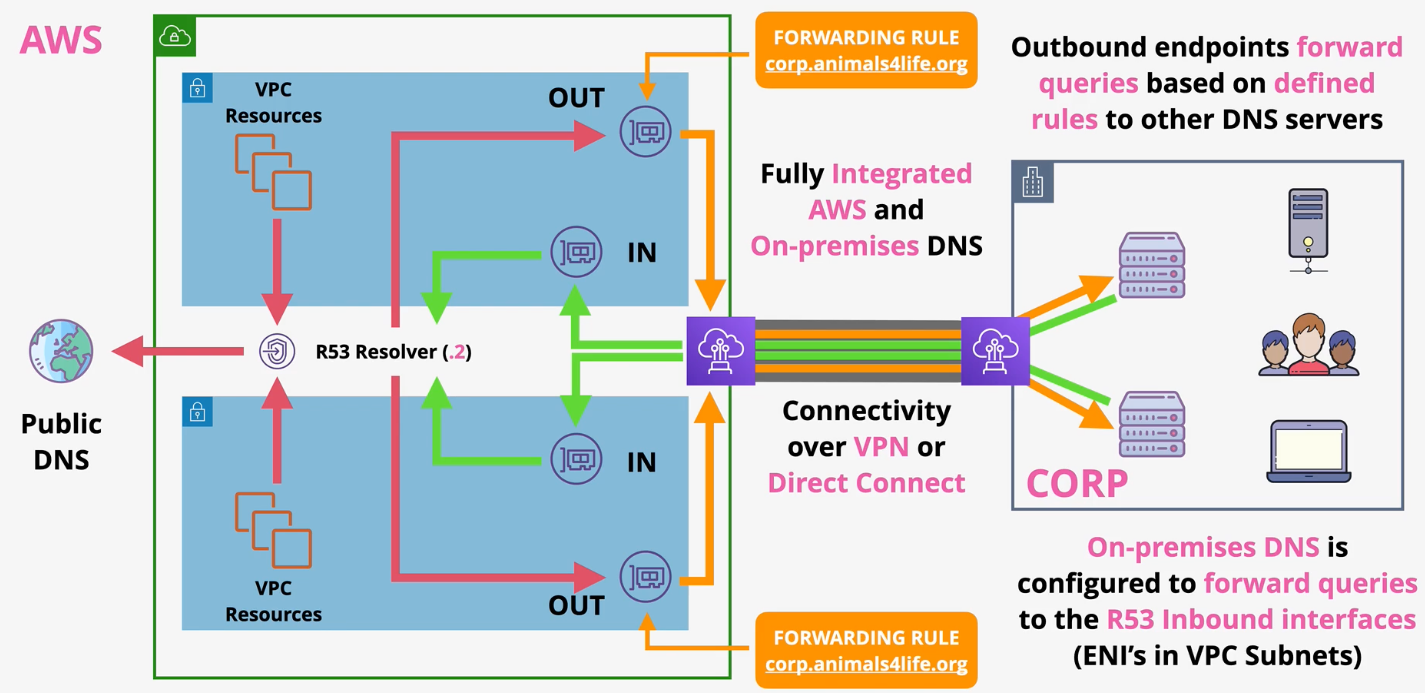 AWS
VPC
Resources
OUT
FORWARDING RULE
corp.animals4life.org
Outbound endpoints forward
queries based on defined
rules to other DNS servers
Fully Integrated
AWS and
On-premises DNS
IN
R53 Resolver (.2)
Public
DNS
IN
Connectivity
over VPN or
Direct Connect
CORP
VPC
Resources
OUT
FORWARDING RULE
corp.animals4life.org
On-premises DNS is
configured to forward queries
to the R53 Inbound interfaces
(ENI's in VPC Subnets)